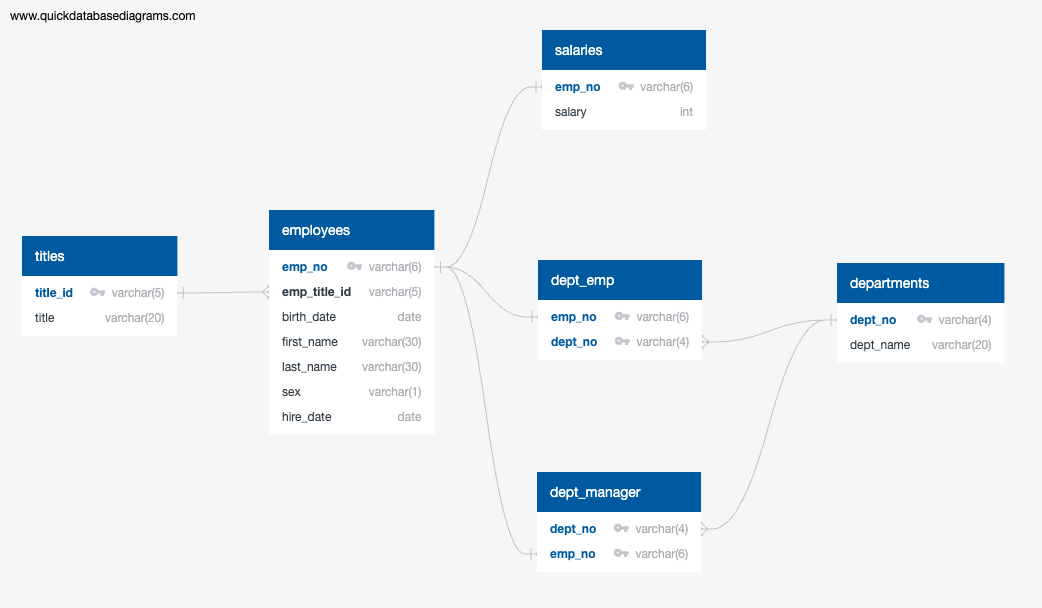 www.quickdatabasediagrams.com
salaries
emp_no varchar(6)
salary int
titles
title_id varchar(5)
title varchar(20)
employees
emp_no varchar(6)
emp_title_id varchar(5)
birth_date date
first_name varchar(30)
last_name varchar(30)
sex varchar(1)
hire_date date
dept_emp
emp_no varchar(6)
dept_no varchar(4)
departments
dept_no varchar(4)
dept_name varchar(20)
dept_manager
dept_no varchar(4)
emp_no varchar(6)